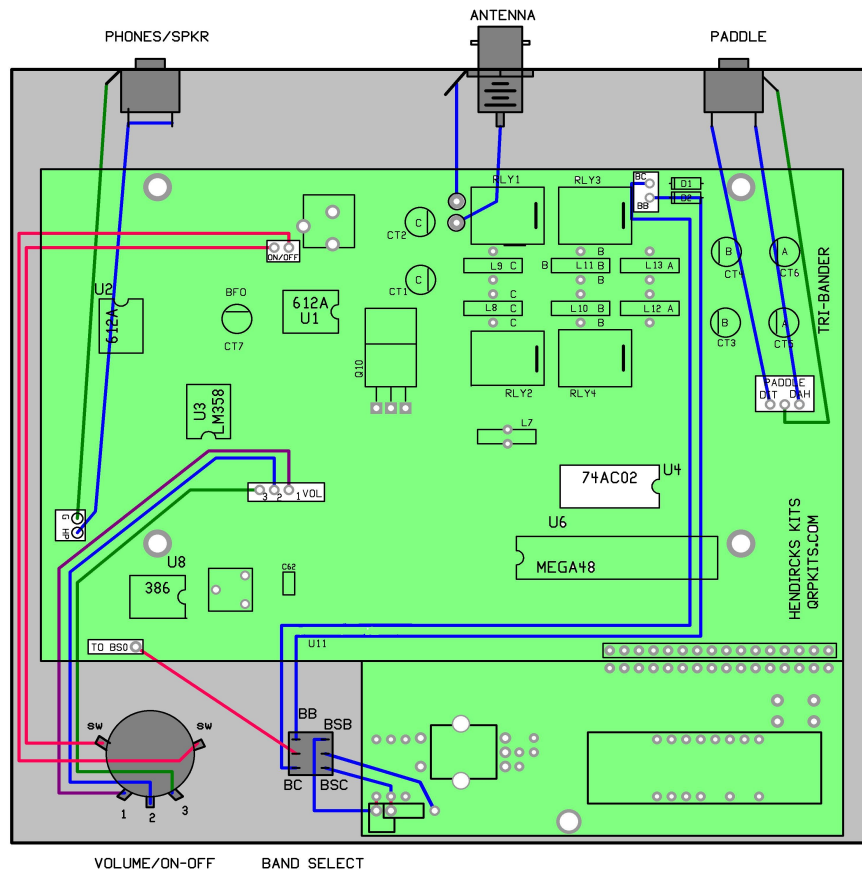 ANTENNA
PHONES/SPKR
PADDLE
RLY1
RLY3
BC
D1
D2
BB
C
CT2
ON/OFF
B
A
CT4
CT6
L9 C
B
L11 B
L13 A
B
U2
612A
BFO
CT7
612A
U1
C
CT1
C
B
L8
L10
L12 A
C
B
B
A
CT3
CT5
TRI-BANDER
Q10
RLY2
RLY4
PADDLE
DIT DAH
U3
LM358
L7
74AC02
U4
3 2 1 VOL
G
HP
U6
MEGA48
HENDIRCKS KITS
QRPKITS.COM
U8
386
C62
TO BS0
U11
sw
sw
BB
BSB
BC
BSC
1
2
3
VOLUME/ON-OFF
BAND SELECT